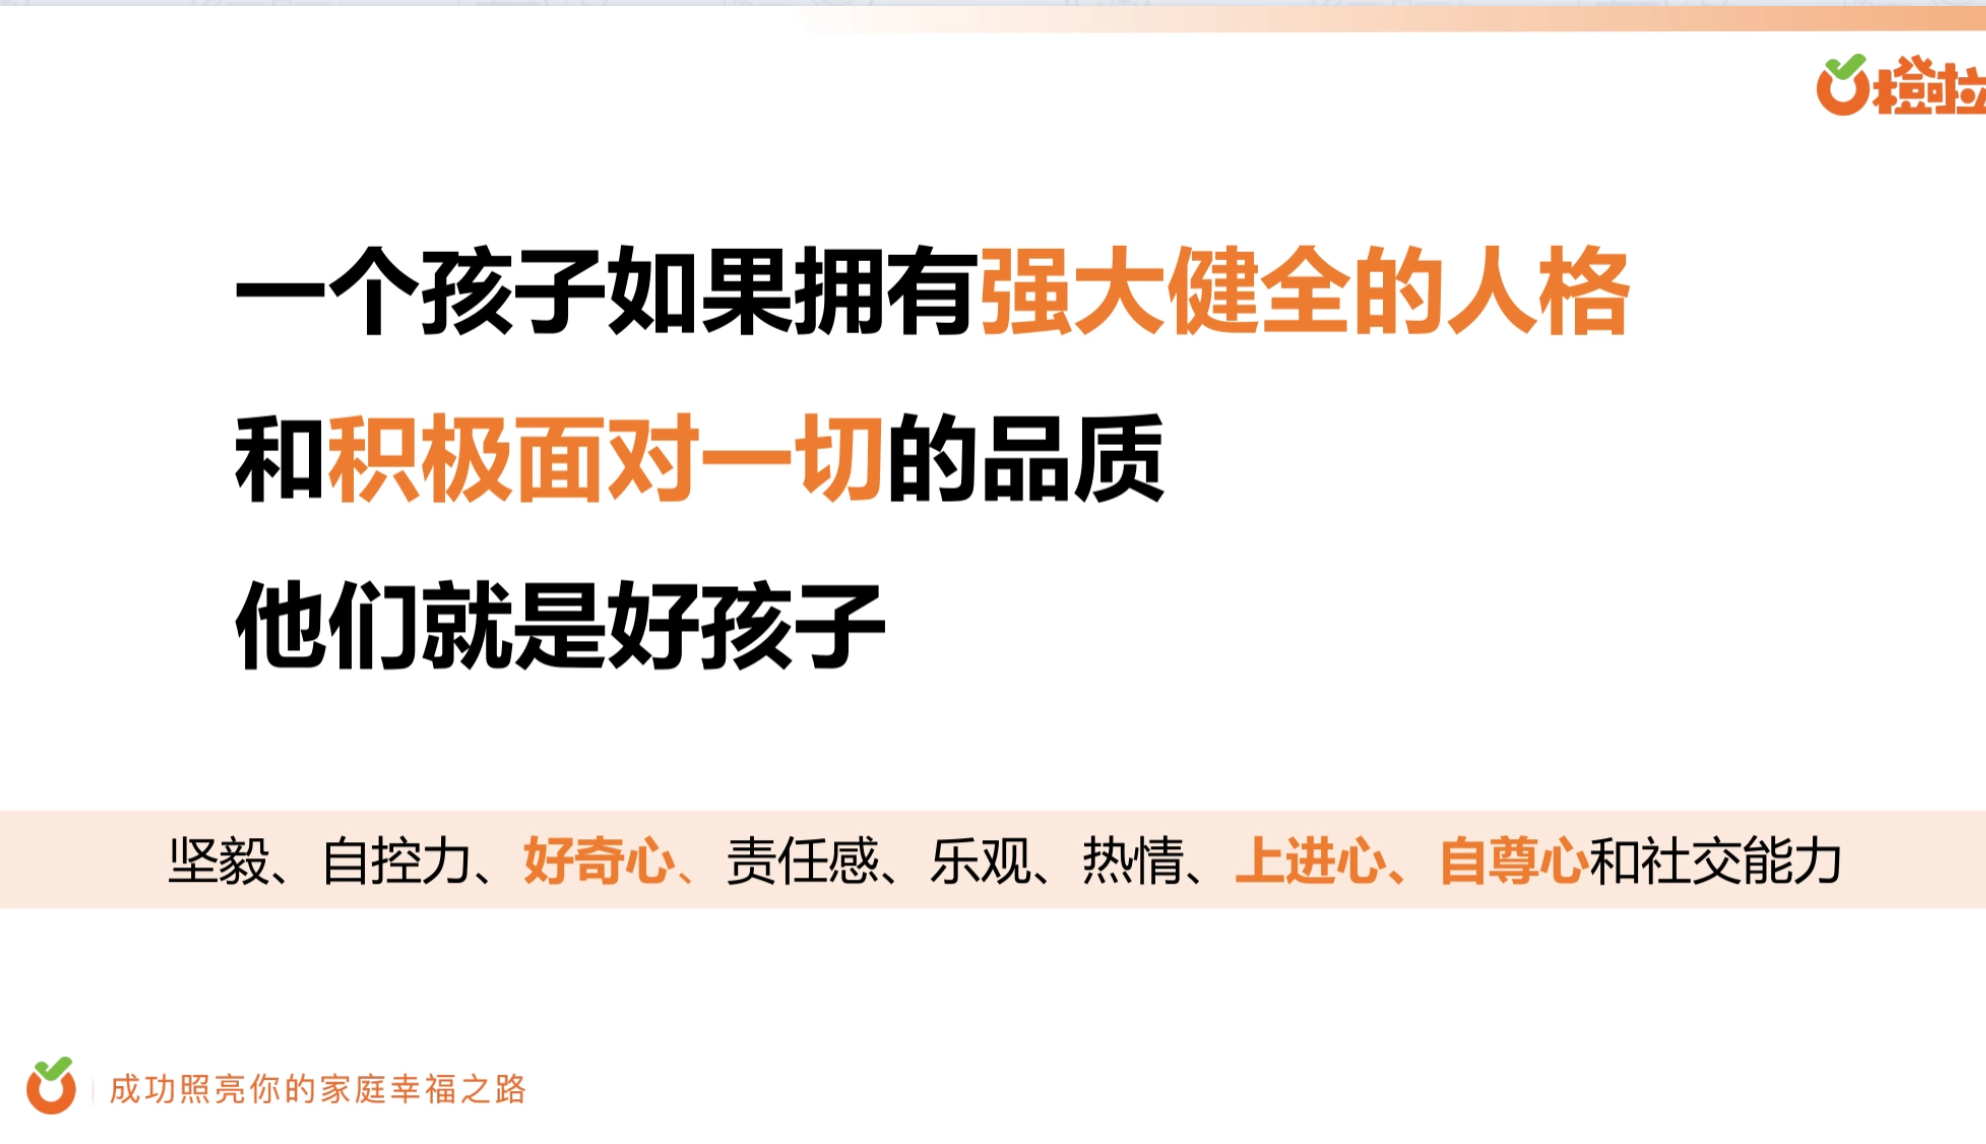 橙拉
一个孩子如果拥有强大健全的人格
和积极面对一切的品质
他们就是好孩子
坚毅、自控力、好奇心、责任感、乐观、热情、上进心、自尊心和社交能力
成功照亮你的家庭幸福之路